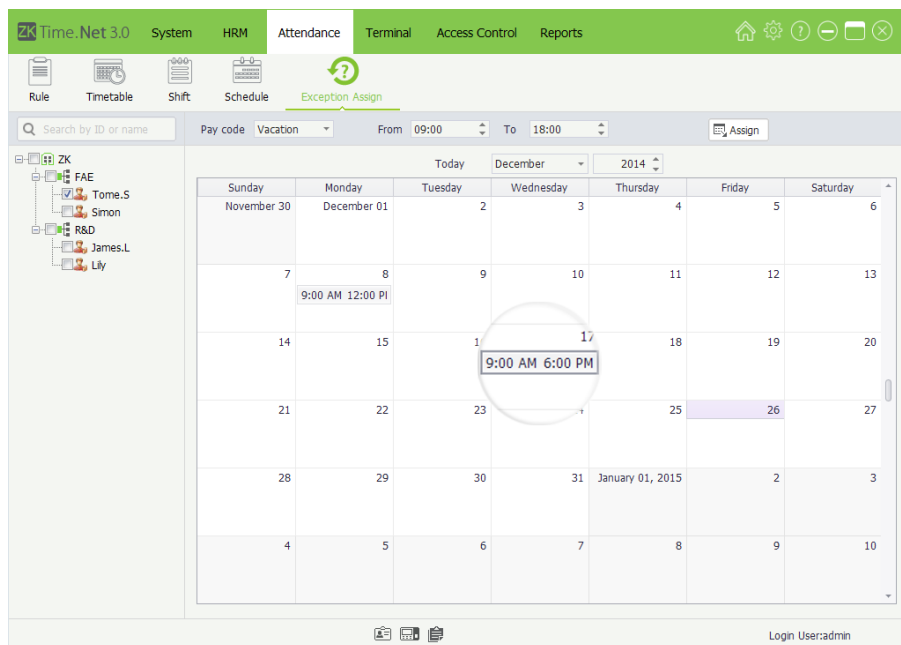 ZK Time.Net 3.0 System HRM Attendance Terminal Access Control Reports
Rule Timetable Shift Schedule Exception Assign
Search by ID or name Pay code Vacation From 09:00 To 18:00 Assign
ZK Today December 2014
FAE
Tome.S
Simon
R&D
James.L
Lily
Sunday Monday Tuesday Wednesday Thursday Friday Saturday
November 30 December 01 2 3 4 5 6
7 8 9 10 11 12 13
9:00 AM 12:00 PM
14 15 17 18 19 20
9:00 AM 6:00 PM
21 22 23 25 26 27
28 29 30 31 January 01, 2015 2 3
4 5 6 7 8 9 10
Login User:admin